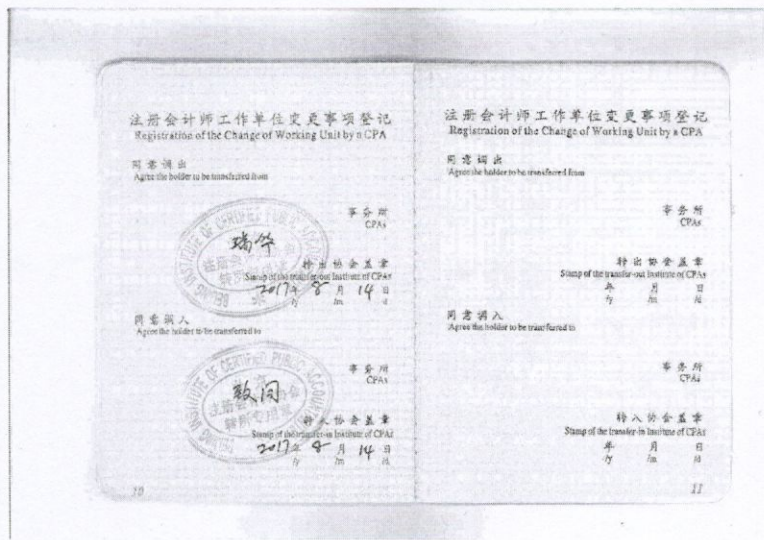 注册会计师工作单位变更事项登记
Registration of the Change of Working Unit by a CPA
同意调出
Agree the holder to be transferred from
事务所
CPAs
瑞华
转出协会盖章
Stamp of the transfer-out Institute of CPAs
2017年 8 月 14 日
/y /m /d
同意调入
Agree the holder to be transferred to
事务所
CPAs
致同
转入协会盖章
Stamp of the transfer-in Institute of CPAs
2017年 8 月 14 日
/y /m /d
BEIJING INSTITUTE OF CERTIFIED PUBLIC
10
注册会计师工作单位变更事项登记
Registration of the Change of Working Unit by a CPA
同意调出
Agree the holder to be transferred from
事务所
CPAs
转出协会盖章
Stamp of the transfer-out Institute of CPAs
年 月 日
/y /m /d
同意调入
Agree the holder to be transferred to
事务所
CPAs
转入协会盖章
Stamp of the transfer-in Institute of CPAs
年 月 日
/y /m /d
11